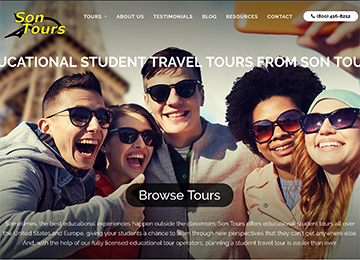 Son
Tours
TOURS ABOUT US TESTIMONIALS BLOG RESOURCES CONTACT (800) 416-8212
UCATIONAL STUDENT TRAVEL TOURS FROM SON TOU
Browse Tours
Sometimes, the best educational experiences happen outside the classroom. Son Tours offers educational student tours all over
the United States and Europe, giving your students a chance to learn through new perspectives that they can't get anywhere else.
And, with the help of our fully licensed educational tour operators, planning a student travel tour is easier than ever.